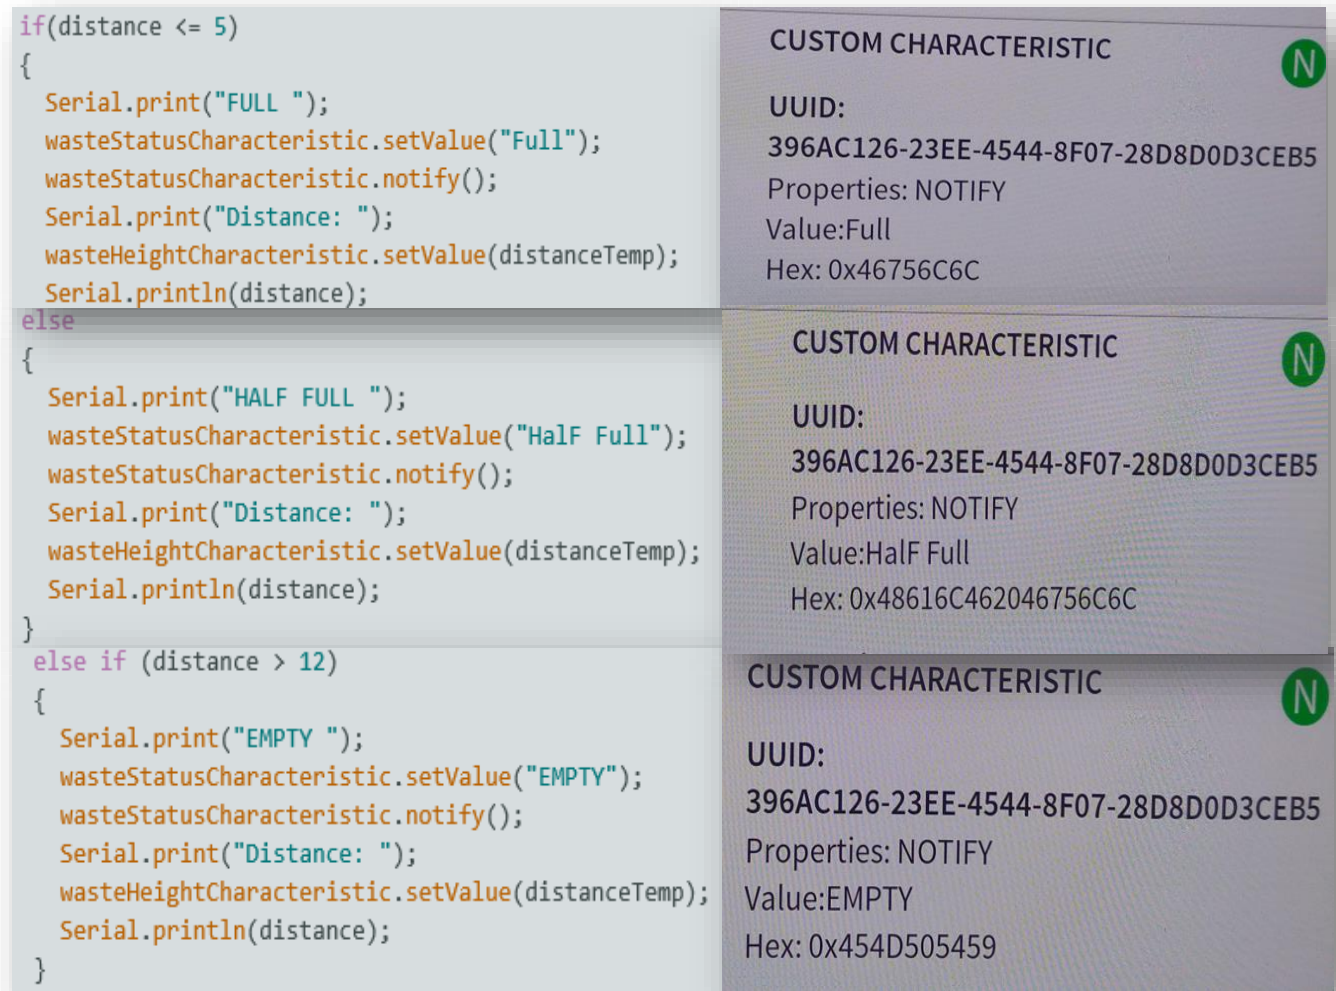 if(distance <= 5)
{
Serial.print("FULL ");
wasteStatusCharacteristic.setValue("Full");
wasteStatusCharacteristic.notify();
Serial.print("Distance: ");
wasteHeightCharacteristic.setValue(distanceTemp);
Serial.println(distance);
CUSTOM CHARACTERISTIC
N
UUID:
396AC126-23EE-4544-8F07-28D8D0D3CEB5
Properties: NOTIFY
Value:Full
Hex: 0x46756C6C
else
{
Serial.print("HALF FULL ");
wasteStatusCharacteristic.setValue("HalF Full");
wasteStatusCharacteristic.notify();
Serial.print("Distance: ");
wasteHeightCharacteristic.setValue(distanceTemp);
Serial.println(distance);
}
CUSTOM CHARACTERISTIC
N
UUID:
396AC126-23EE-4544-8F07-28D8D0D3CEB5
Properties: NOTIFY
Value:HalF Full
Hex: 0x48616C462046756C6C
else if (distance > 12)
{
Serial.print("EMPTY ");
wasteStatusCharacteristic.setValue("EMPTY");
wasteStatusCharacteristic.notify();
Serial.print("Distance: ");
wasteHeightCharacteristic.setValue(distanceTemp);
Serial.println(distance);
}
CUSTOM CHARACTERISTIC
N
UUID:
396AC126-23EE-4544-8F07-28D8D0D3CEB5
Properties: NOTIFY
Value:EMPTY
Hex: 0x454D505459